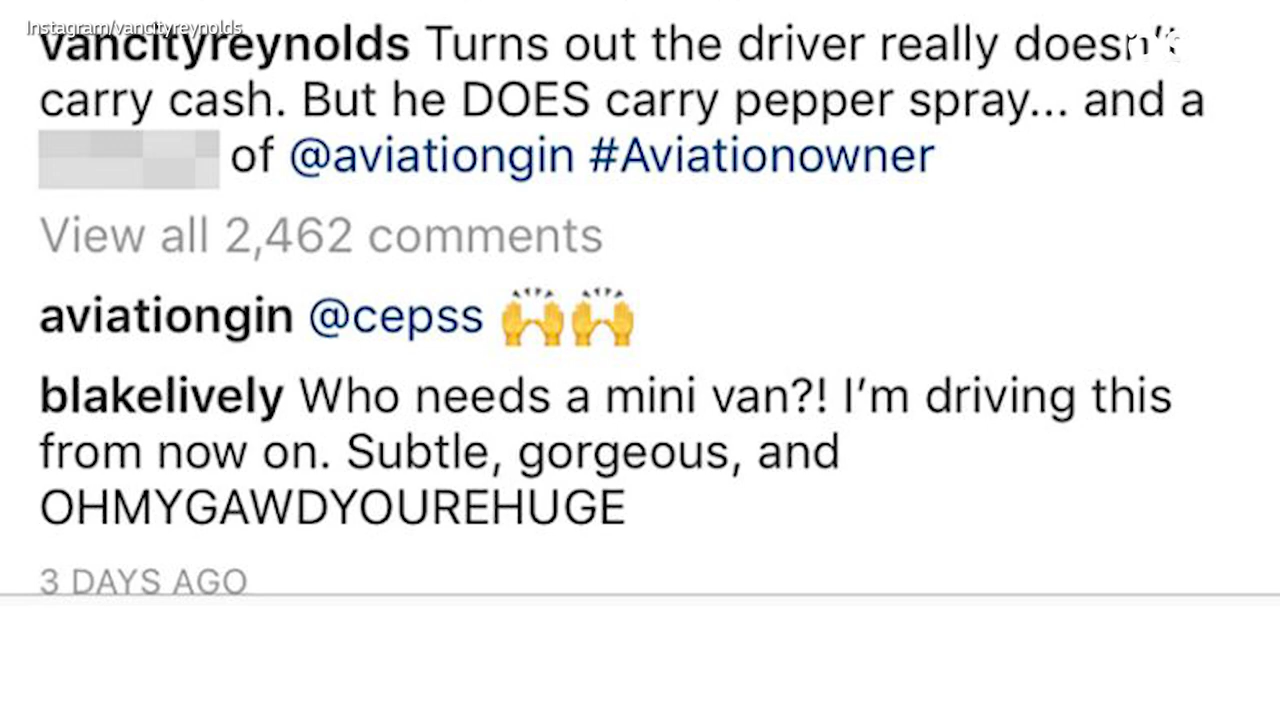 Instagram/vancityreynolds
vancityreynolds Turns out the driver really doesn't
carry cash. But he DOES carry pepper spray... and a
of @aviationgin #Aviationowner
View all 2,462 comments
aviationgin @cepss 🙌🙌
blakelively Who needs a mini van?! I'm driving this
from now on. Subtle, gorgeous, and
OHMYGAWDYOUREHUGE
3 DAYS AGO